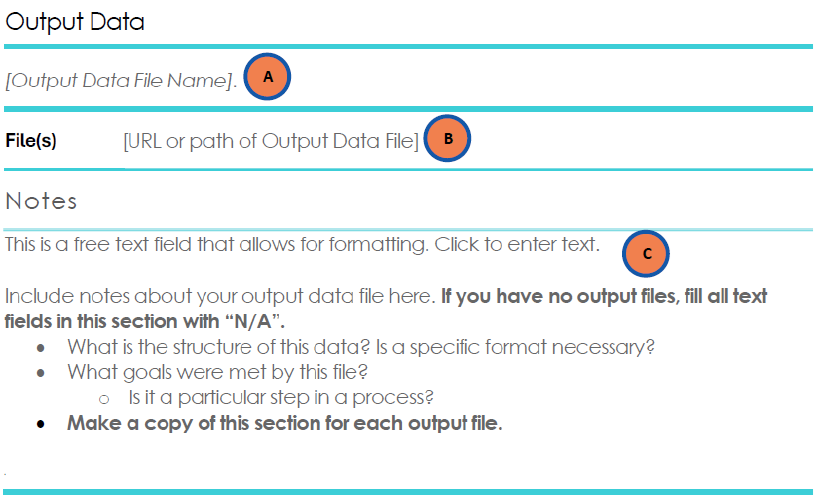 Output Data
[Output Data File Name]. A
File(s) [URL or path of Output Data File] B
Notes
This is a free text field that allows for formatting. Click to enter text. C
Include notes about your output data file here. If you have no output files, fill all text
fields in this section with “N/A”.
• What is the structure of this data? Is a specific format necessary?
• What goals were met by this file?
o Is it a particular step in a process?
• Make a copy of this section for each output file.
.